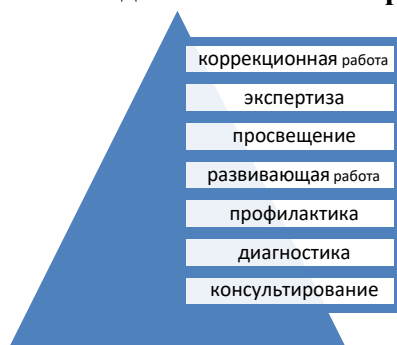 коррекционная работа
экспертиза
просвещение
развивающая работа
профилактика
диагностика
консультирование